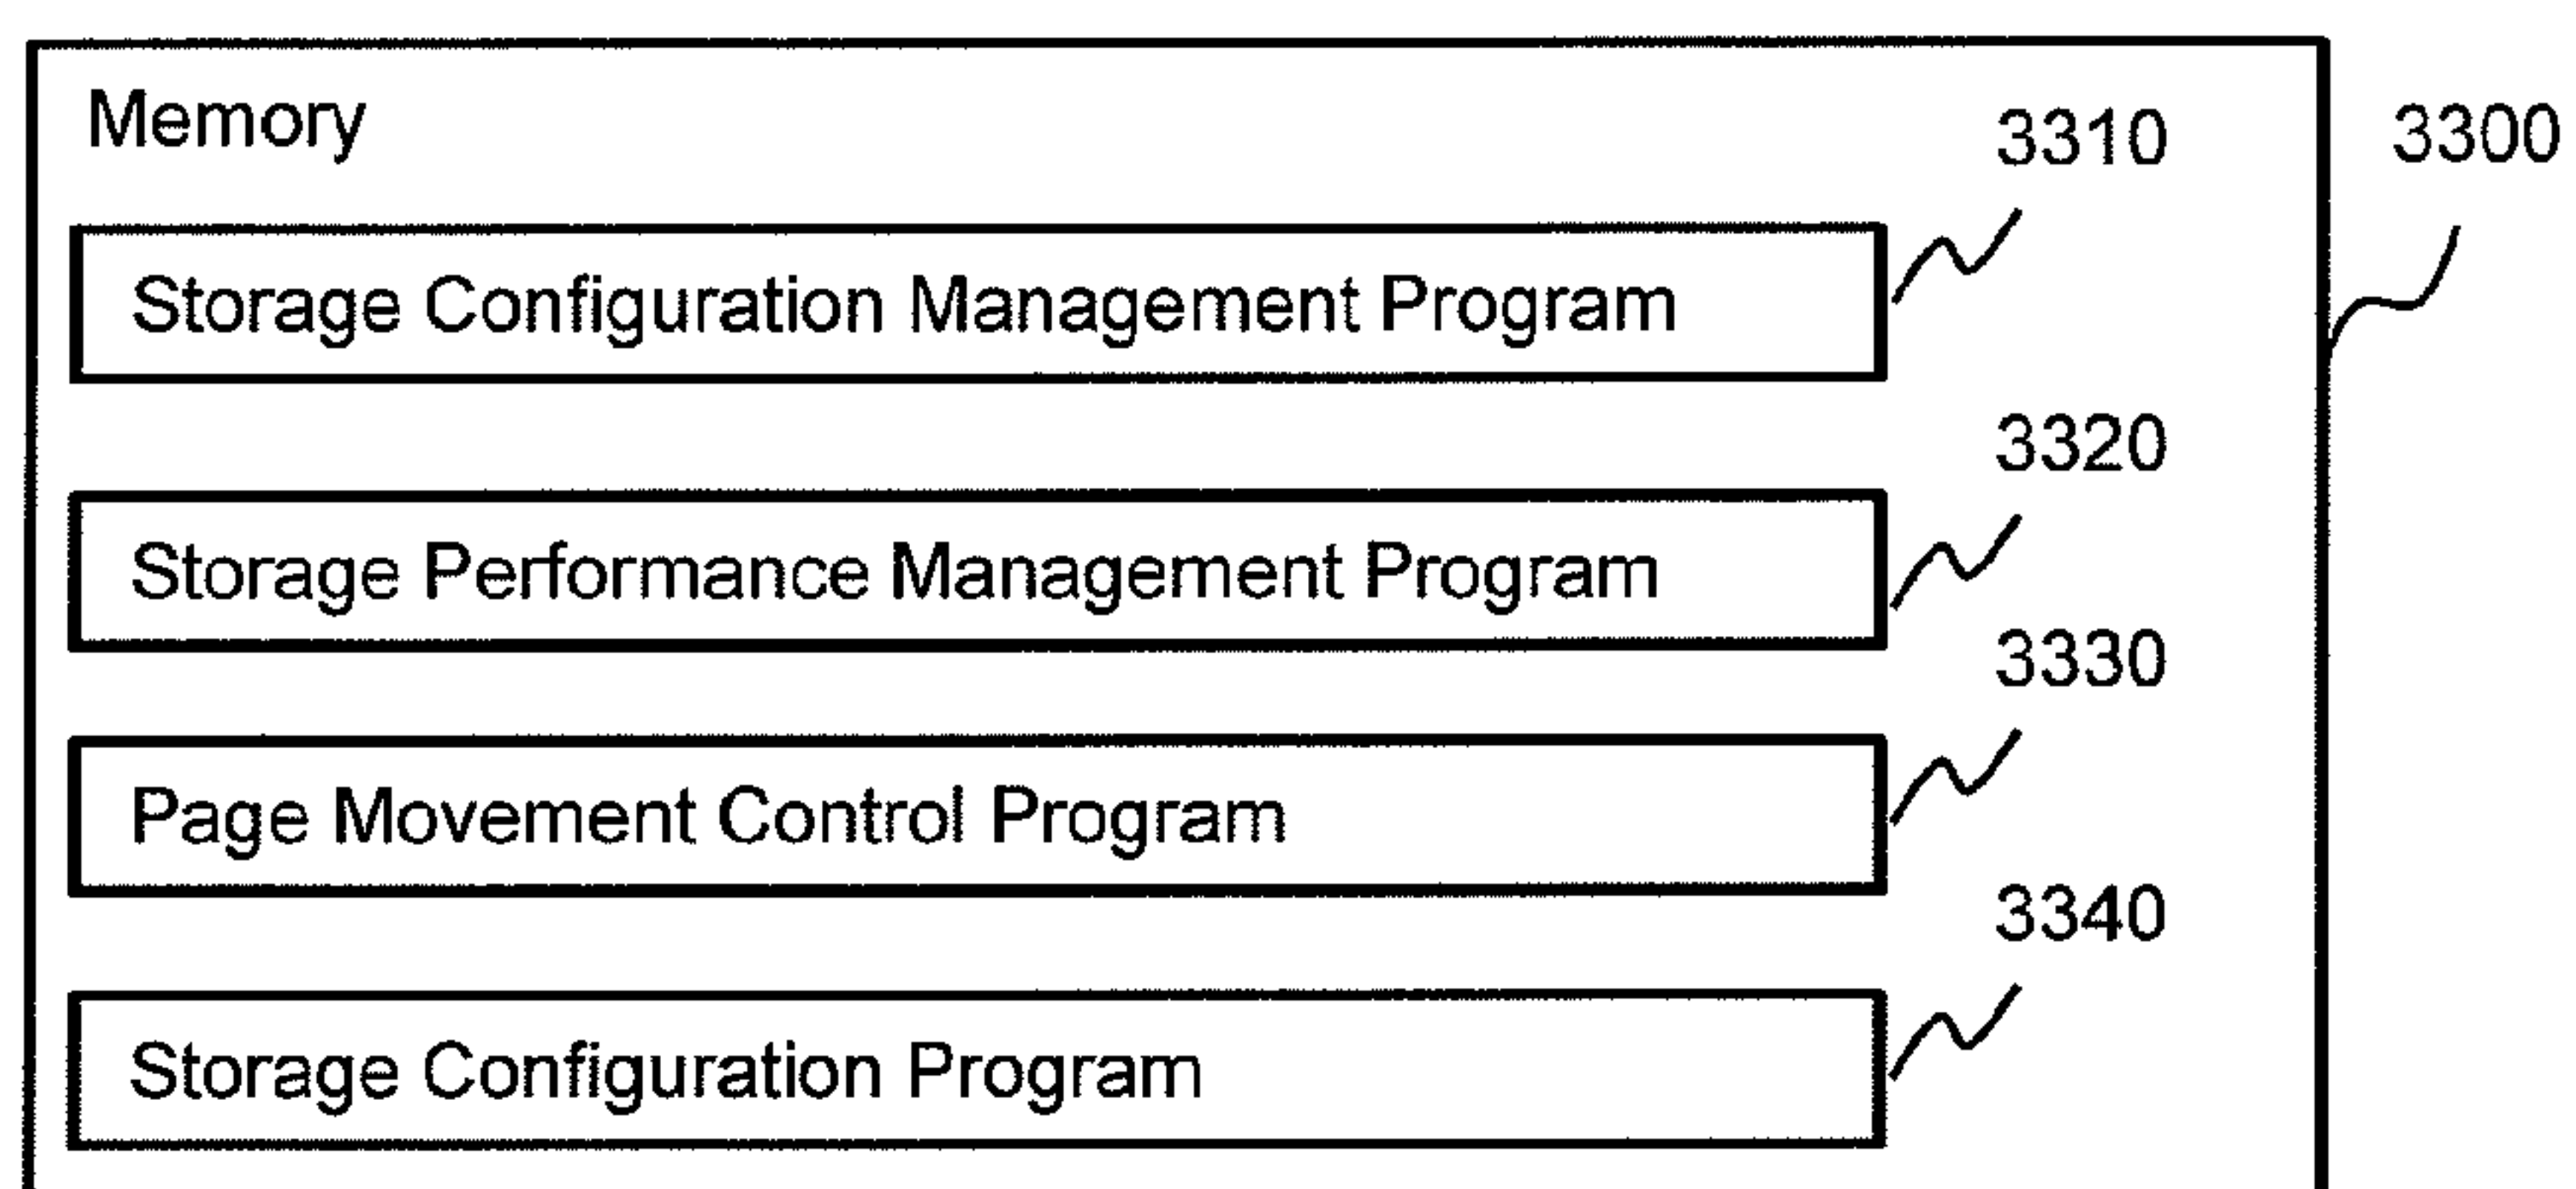 Memory
3310
3300
Storage Configuration Management Program
3320
Storage Performance Management Program
3330
Page Movement Control Program
3340
Storage Configuration Program